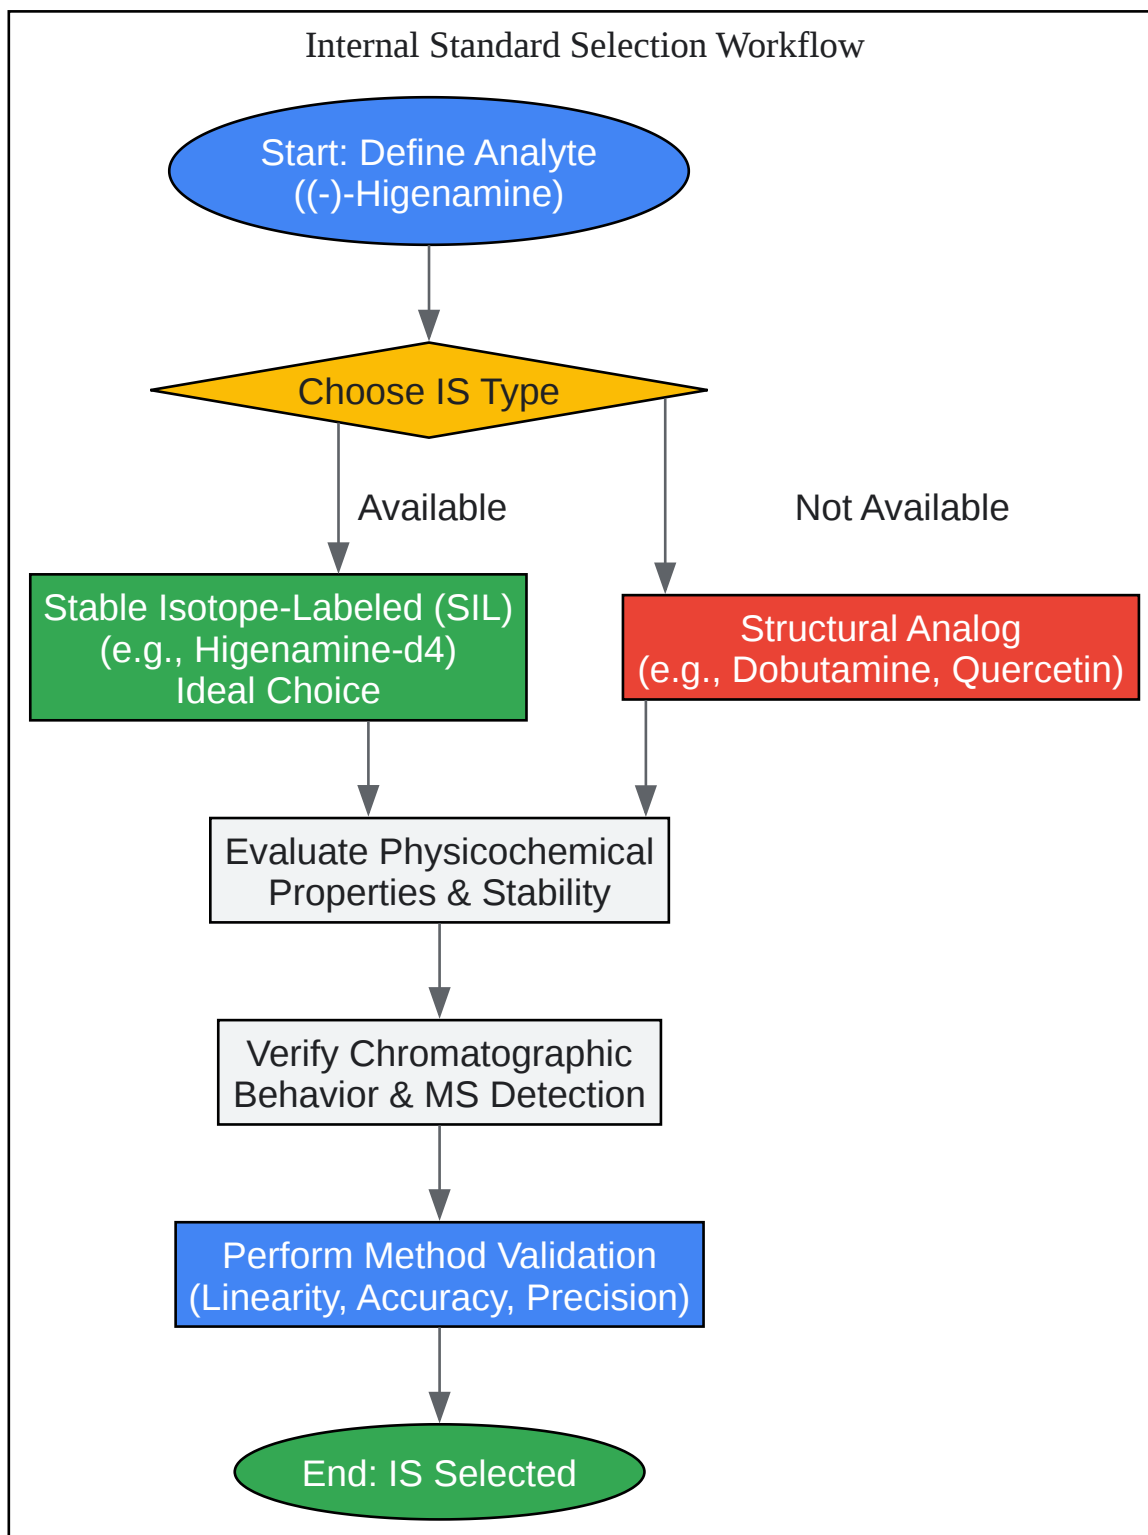 Internal Standard Selection Workflow
Start: Define Analyte
((-)-Higenamine)
Choose IS Type
Available
Not Available
Stable Isotope-Labeled (SIL)
(e.g., Higenamine-d4)
Ideal Choice
Structural Analog
(e.g., Dobutamine, Quercetin)
Evaluate Physicochemical
Properties & Stability
Verify Chromatographic
Behavior & MS Detection
Perform Method Validation
(Linearity, Accuracy, Precision)
End: IS Selected